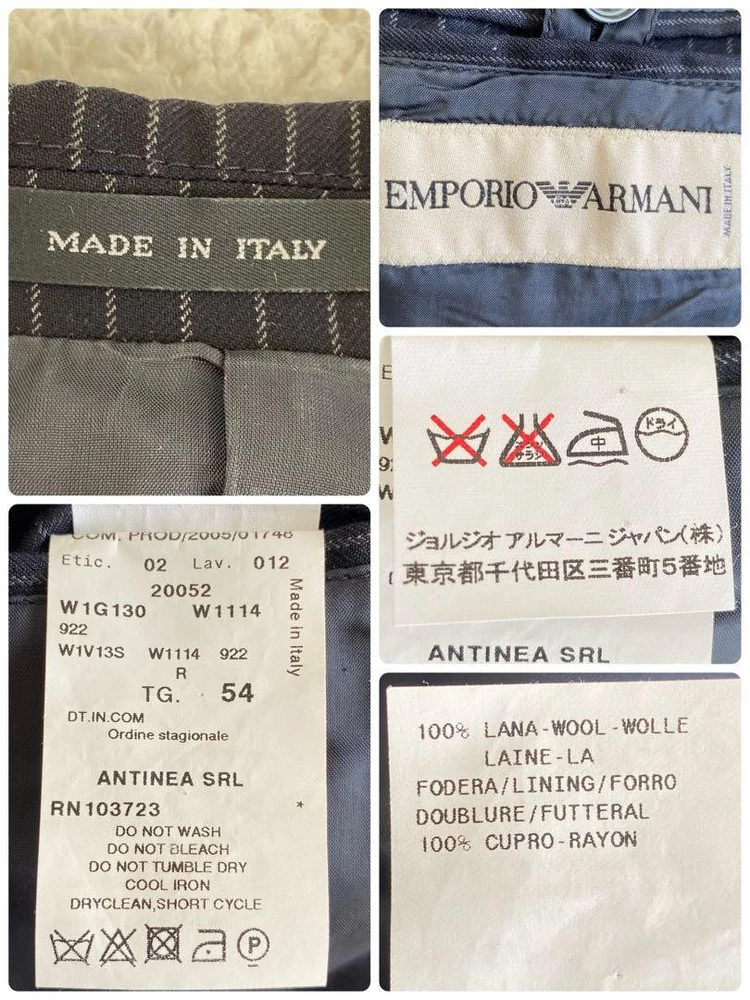 MADE IN ITALY
EMPORIO ARMANI
MADE IN ITALY
中
ドライ
ジョルジオ アルマーニ ジャパン(株)
東京都千代田区三番町5番地
ANTINEA SRL
COM. PROD/2005/01748
Etic. 02 Lav. 012
20052
W1G130 W1114
922
W1V13S W1114 922
R
TG. 54
Made in Italy
DT.IN.COM
Ordine stagionale
ANTINEA SRL
RN103723 *
DO NOT WASH
DO NOT BLEACH
DO NOT TUMBLE DRY
COOL IRON
DRYCLEAN,SHORT CYCLE
P
100% LANA-WOOL-WOLLE
LAINE-LA
FODERA/LINING/FORRO
DOUBLURE/FUTTERAL
100% CUPRO-RAYON